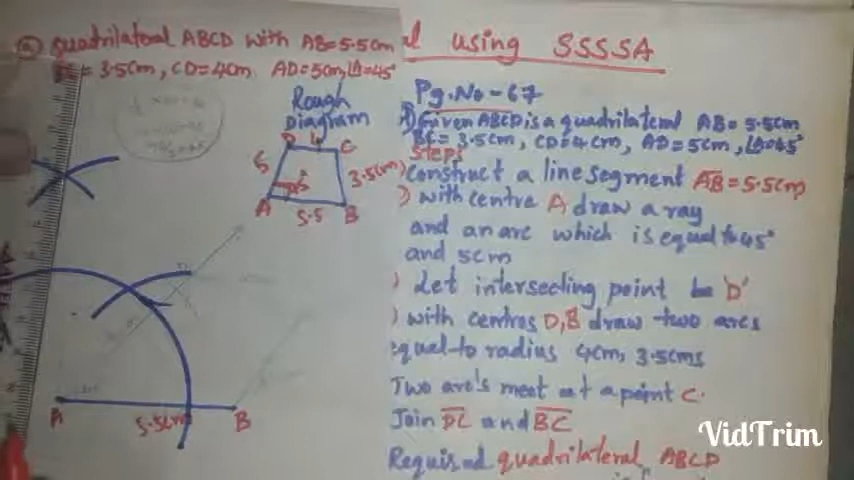 a) quadrilateral ABCD with AB=5.5cm
BC = 3.5cm, CD=4cm AD=5cm, ∠A=45°
using SSSSA
Rough
Diagram
D 4 C
5 45° 3.5cm
A 5.5 B
Pg.No-67
A) Given ABCD is a quadrilateral AB = 5.5cm
BC = 3.5cm, CD=4cm, AD=5cm, ∠A=45°
Steps
) construct a line segment AB = 5.5cm
) with centre A draw a ray
and an arc which is equal to 45°
and 5cm
) Let intersecting point be 'D'
) with centres D,B draw two arcs
equal to radius 4cm, 3.5cms
Two arc's meet at a point C.
Join DC and BC
Required quadrilateral ABCD
A 5.5cm B
VidTrim